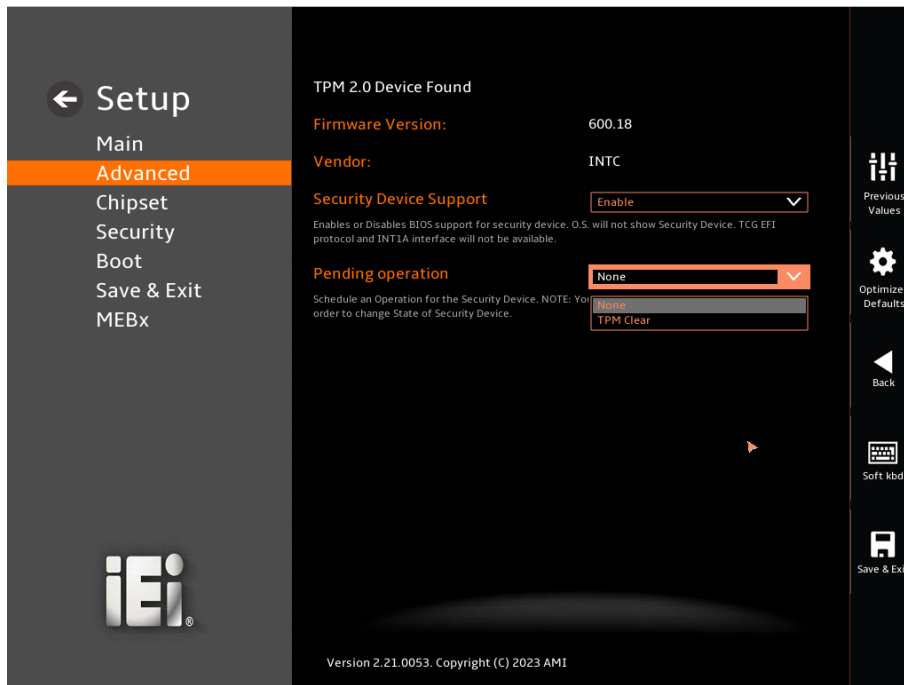 Setup
Main
Advanced
Chipset
Security
Boot
Save & Exit
MEBx
iEi®
TPM 2.0 Device Found
Firmware Version: 600.18
Vendor: INTC
Security Device Support Enable
Enables or Disables BIOS support for security device. O.S. will not show Security Device. TCG EFI
protocol and INT1A interface will not be available.
Pending operation None
Schedule an Operation for the Security Device. NOTE: You
order to change State of Security Device.
None
TPM Clear
Version 2.21.0053. Copyright (C) 2023 AMI
Previous
Values
Optimize
Defaults
Back
Soft kbd
Save & Exi